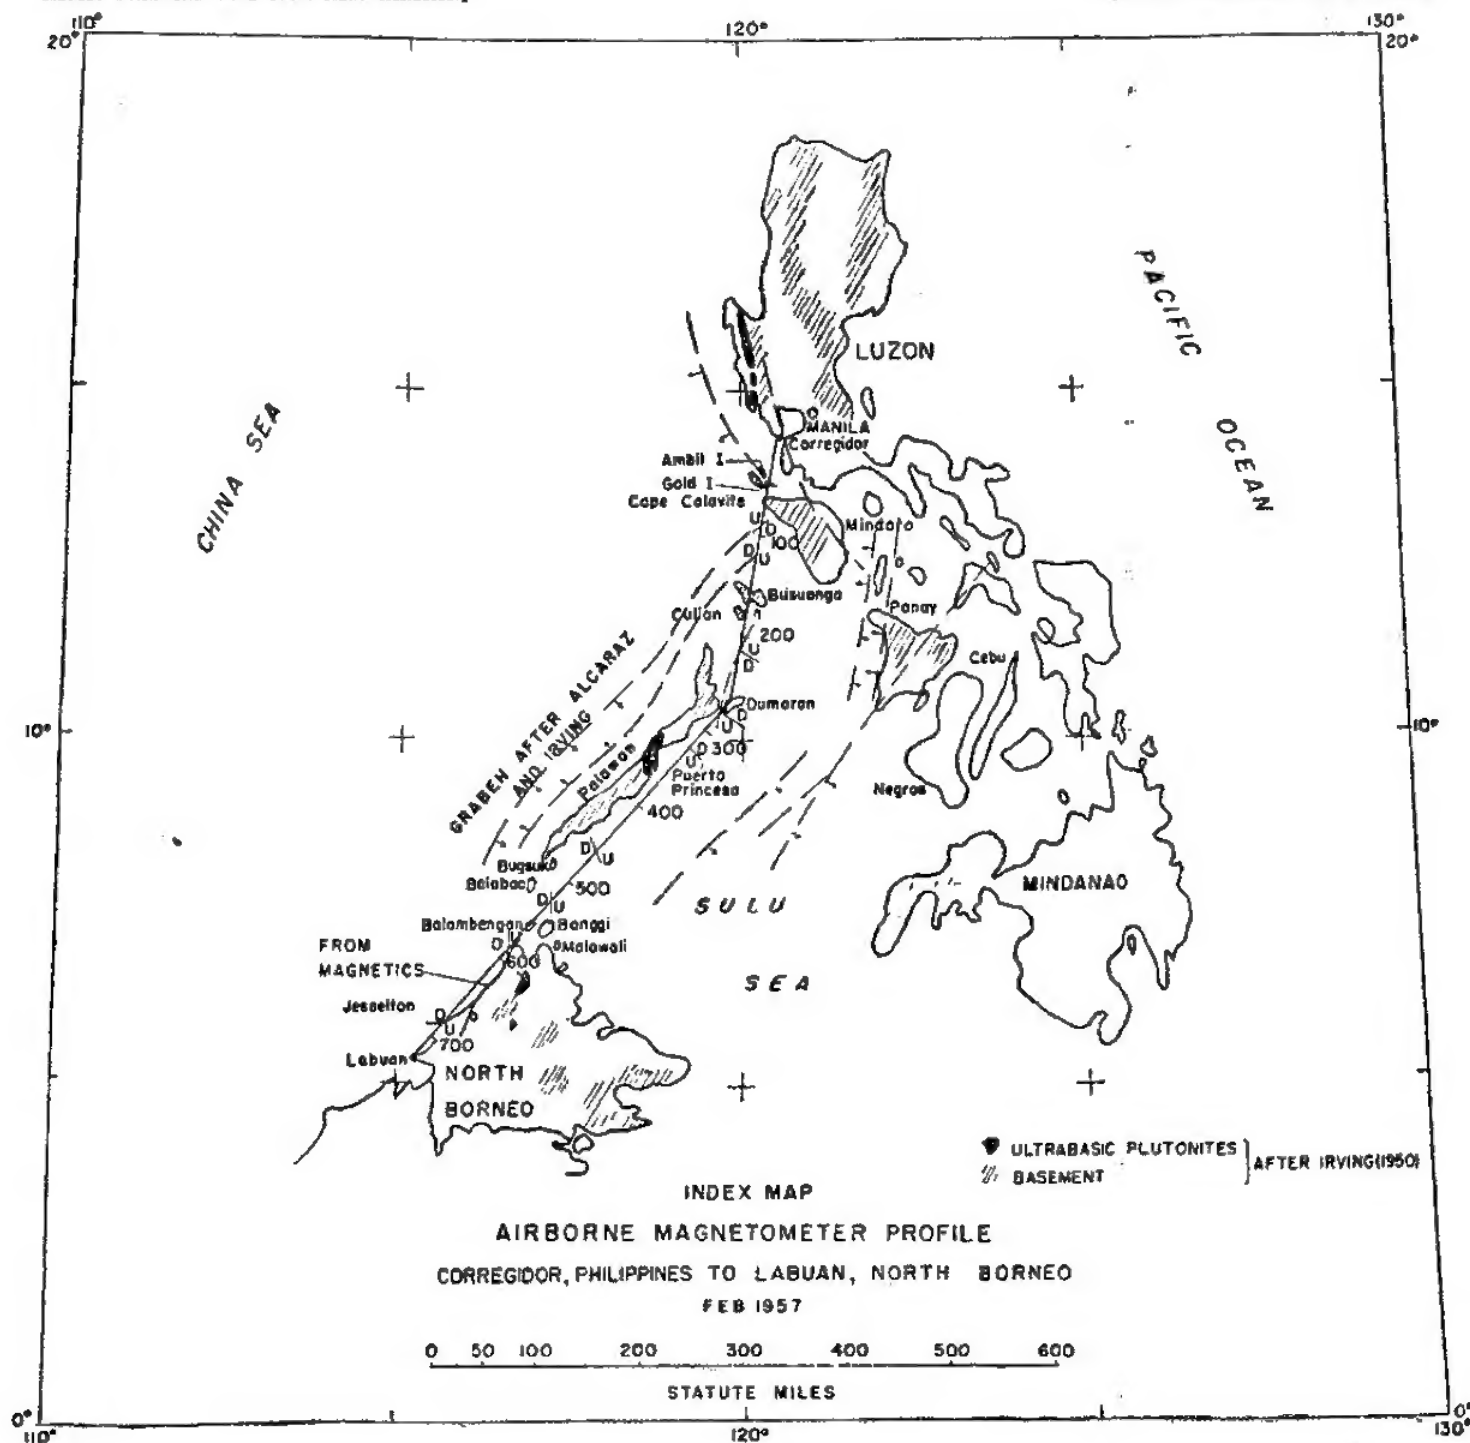 110°
120°
130°
20°
20°
PACIFIC
OCEAN
CHINA SEA
LUZON
MANILA
Corregidor
Ambil I
Gold I
Cape Calavita
Mindoro
U
D
100
D
U
Busuanga
Culion
Panay
200
U
D
Cebu
GRABEN AFTER ALCARAZ
AND IRVING
Dumaran
D
U
10°
10°
D 300
U
Palawan
Puerto
Princesa
Negros
400
D
U
Bugsuk
Balabac
500
MINDANAO
D
U
SULU
SEA
Balambengan
Banggi
D
U
Malawali
600
FROM
MAGNETICS
Jesselton
D
U
700
Labuan
NORTH
BORNEO
ULTRABASIC PLUTONITES
BASEMENT
AFTER IRVING (1950)
INDEX MAP
AIRBORNE MAGNETOMETER PROFILE
CORREGIDOR, PHILIPPINES TO LABUAN, NORTH BORNEO
FEB 1957
0 50 100 200 300 400 500 600
STATUTE MILES
0°
0°
110°
120°
130°